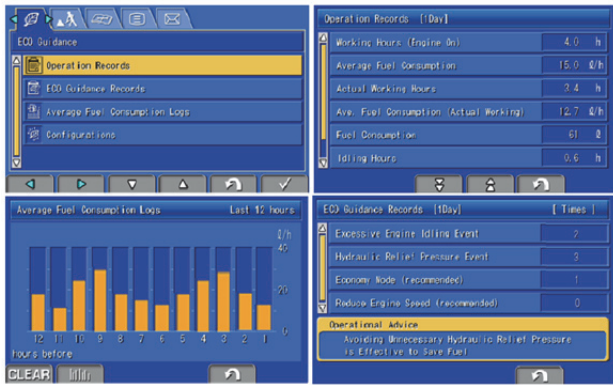 ECO Guidance
Operation Records
ECO Guidance Records
Average Fuel Consumption Logs
Configurations
Operation Records [1Day]
Working Hours (Engine On) 4.0 h
Average Fuel Consumption 15.0 ℓ/h
Actual Working Hours 3.4 h
Ave. Fuel Consumption (Actual Working) 12.7 ℓ/h
Fuel Consumption 61 ℓ
Idling Hours 0.6 h
Average Fuel Consumption Logs Last 12 hours
ℓ/h
40
20
0
12 11 10 9 8 7 6 5 4 3 2 1
hours before
CLEAR
ECO Guidance Records [1Day] [ Times ]
Excessive Engine Idling Event 2
Hydraulic Relief Pressure Event 3
Economy Mode (recommended) 1
Reduce Engine Speed (recommended) 0
Operational Advice
Avoiding Unnecessary Hydraulic Relief Pressure
is Effective to Save Fuel